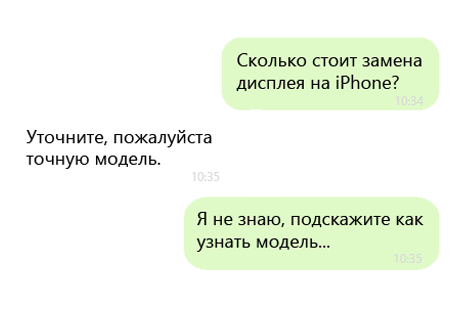 Сколько стоит замена
дисплея на iPhone?
10:34
Уточните, пожалуйста
точную модель.
10:35
Я не знаю, подскажите как
узнать модель...
10:35